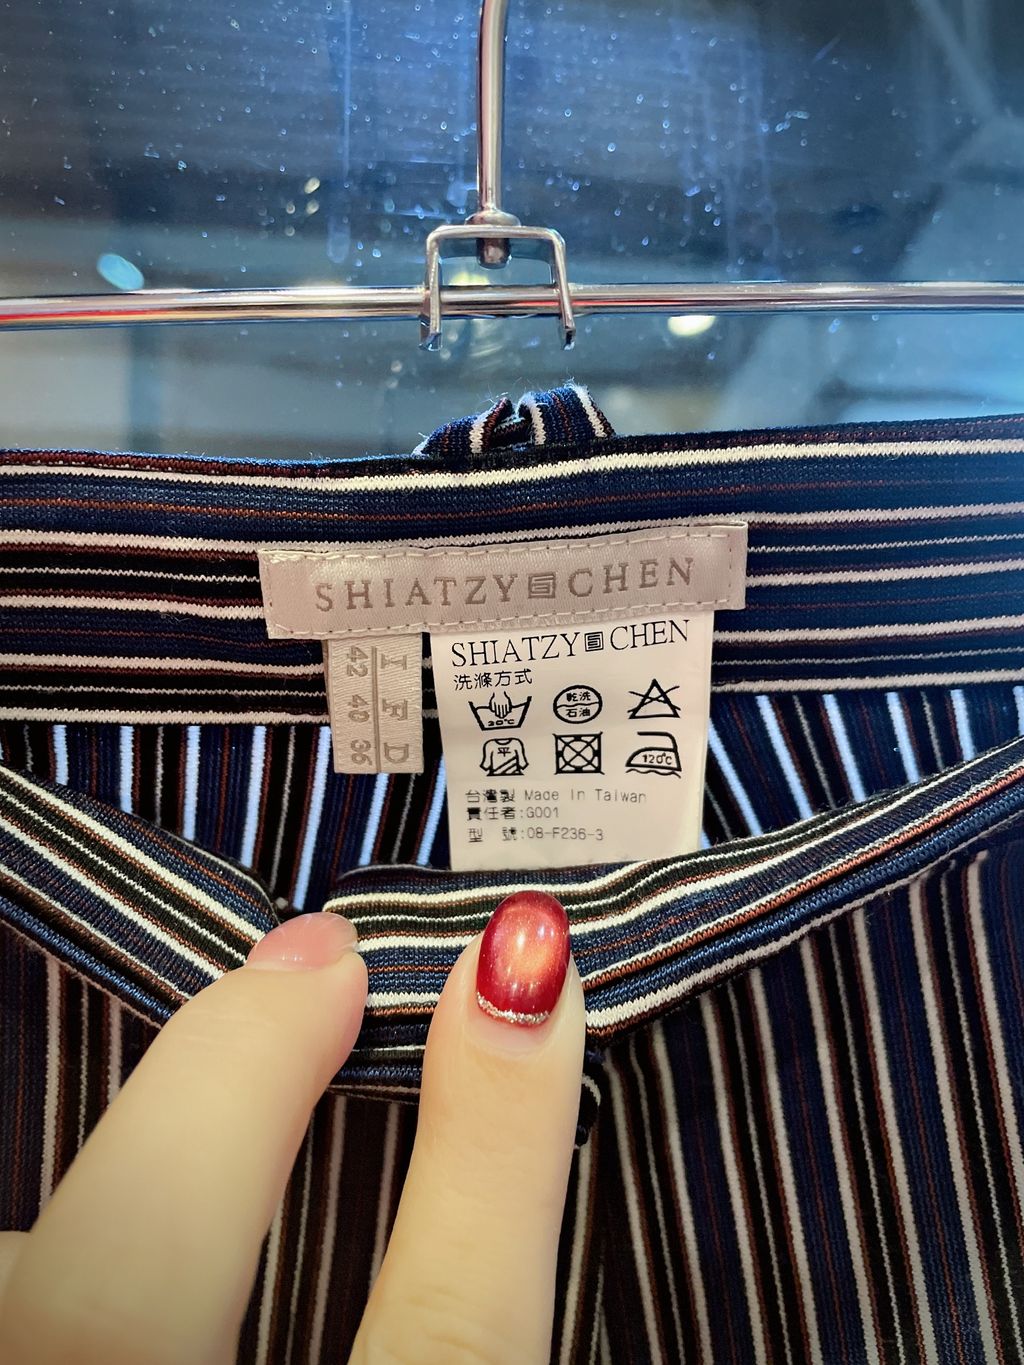 SHIATZY CHEN
I F D
42 40 36
SHIATZY CHEN
洗滌方式
30°C
乾洗
石油
平
120°C
台灣製 Made In Taiwan
責任者:G001
型 號:08-F236-3